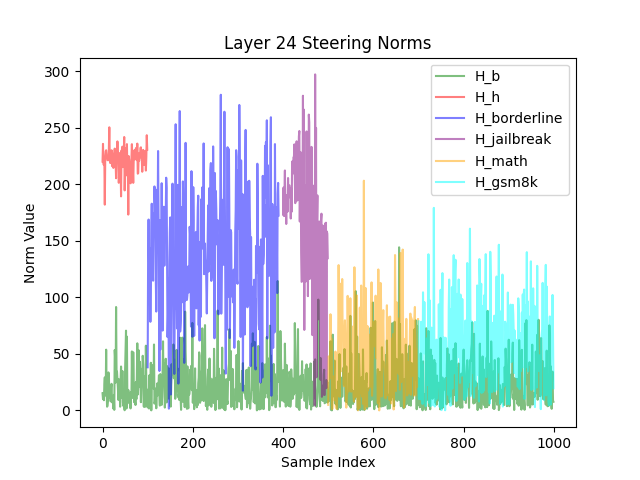 Layer 24 Steering Norms
Norm Value
300
250
200
150
100
50
0
H_b
H_h
H_borderline
H_jailbreak
H_math
H_gsm8k
0
200
400
600
800
1000
Sample Index